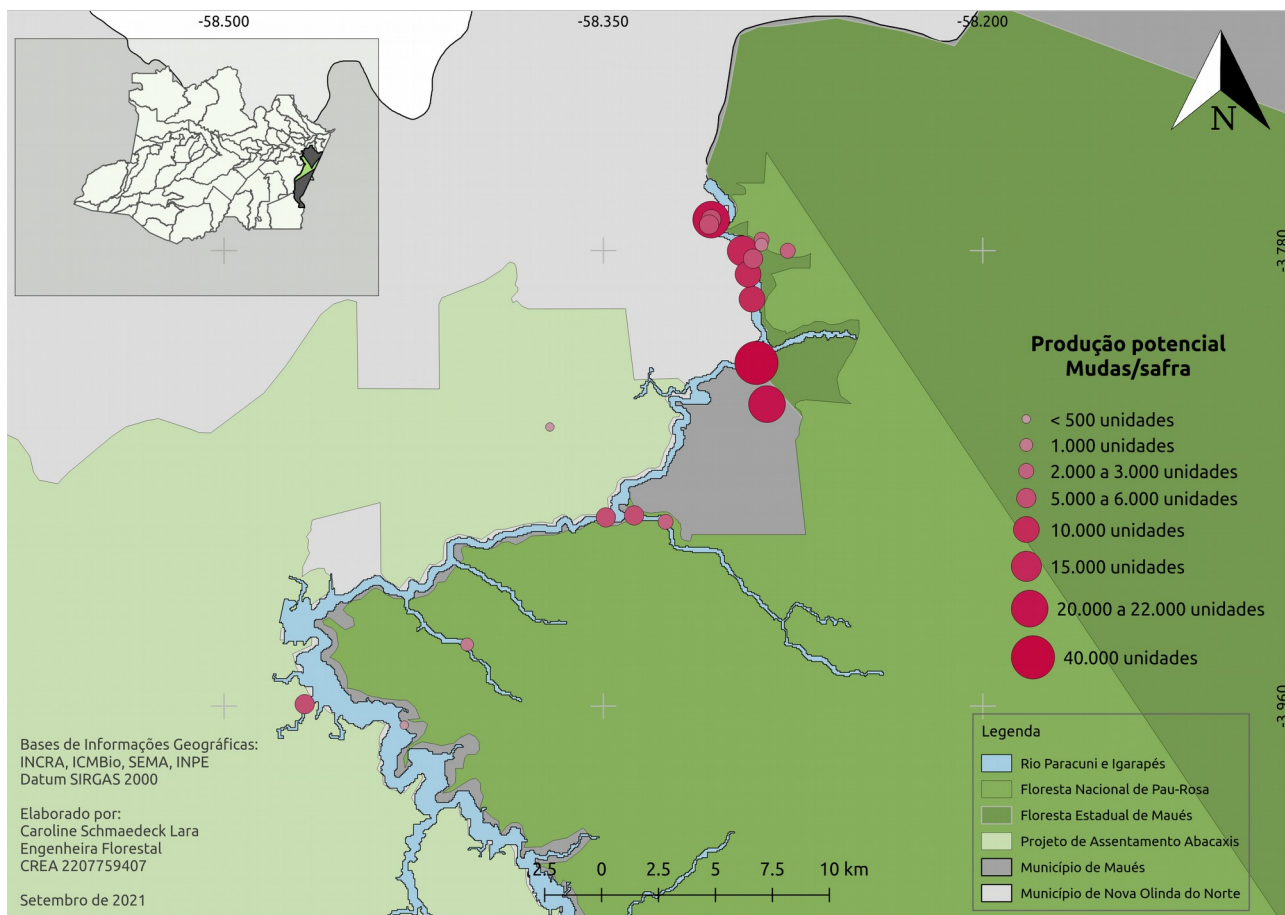 -58.500
-58.350
-58.200
N
-3.780
Produção potencial
Mudas/safra
< 500 unidades
1.000 unidades
2.000 a 3.000 unidades
5.000 a 6.000 unidades
10.000 unidades
15.000 unidades
20.000 a 22.000 unidades
40.000 unidades
-3.960
Legenda
Rio Paracuni e Igarapés
Floresta Nacional de Pau-Rosa
Floresta Estadual de Maués
Projeto de Assentamento Abacaxis
Município de Maués
Município de Nova Olinda do Norte
Bases de Informações Geográficas:
INCRA, ICMBio, SEMA, INPE
Datum SIRGAS 2000
Elaborado por:
Caroline Schmaedeck Lara
Engenheira Florestal
CREA 2207759407
Setembro de 2021
2.5 0 2.5 5 7.5 10 km